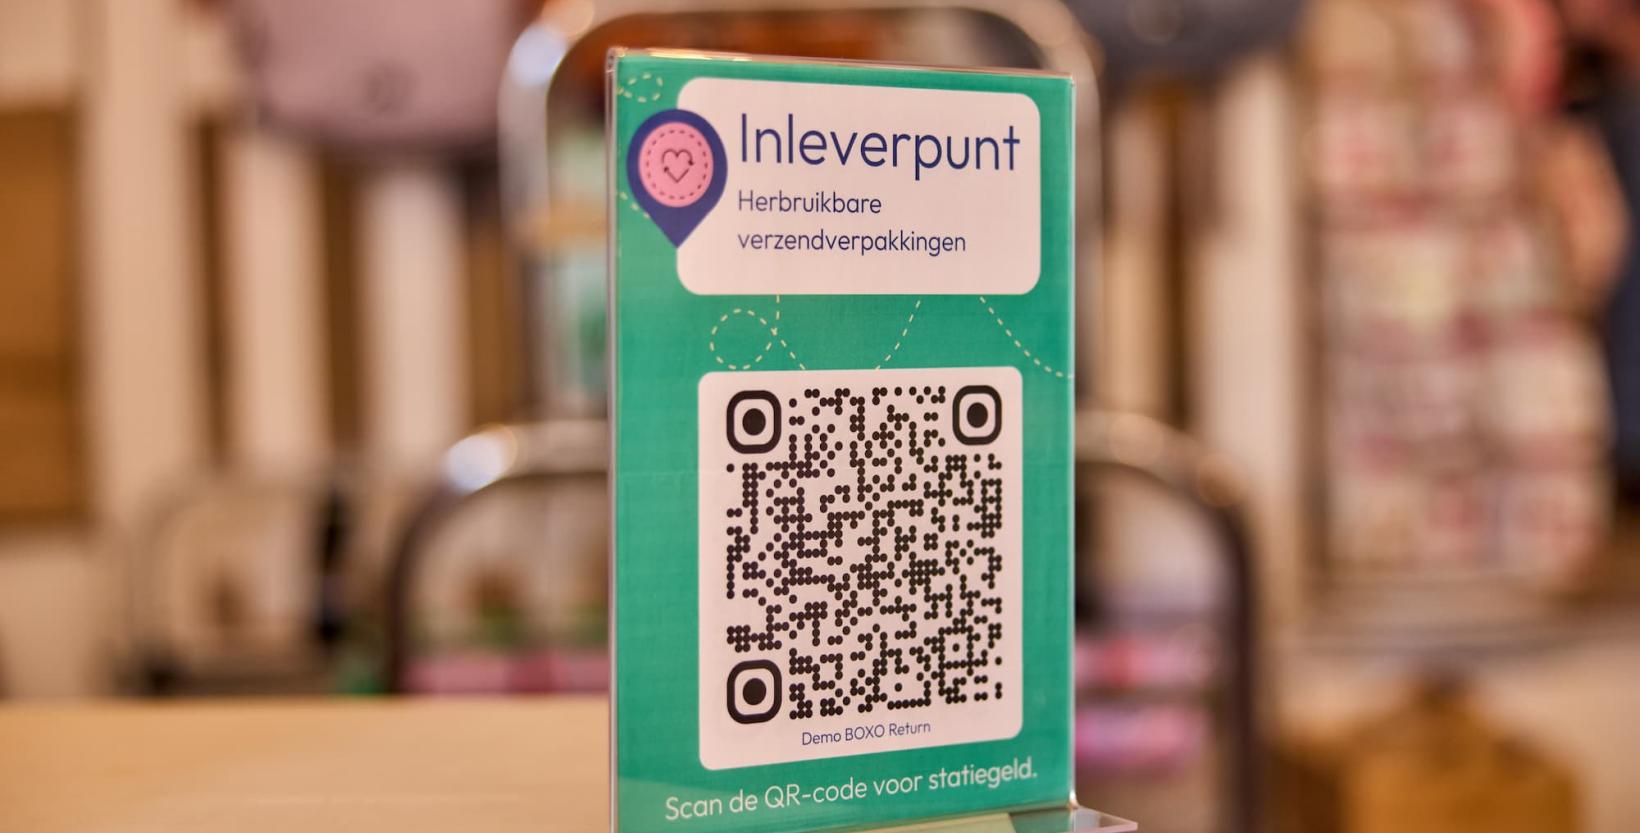 Inleverpunt
Herbruikbare
verzendverpakkingen
Demo BOXO Return
Scan de QR-code voor statiegeld.